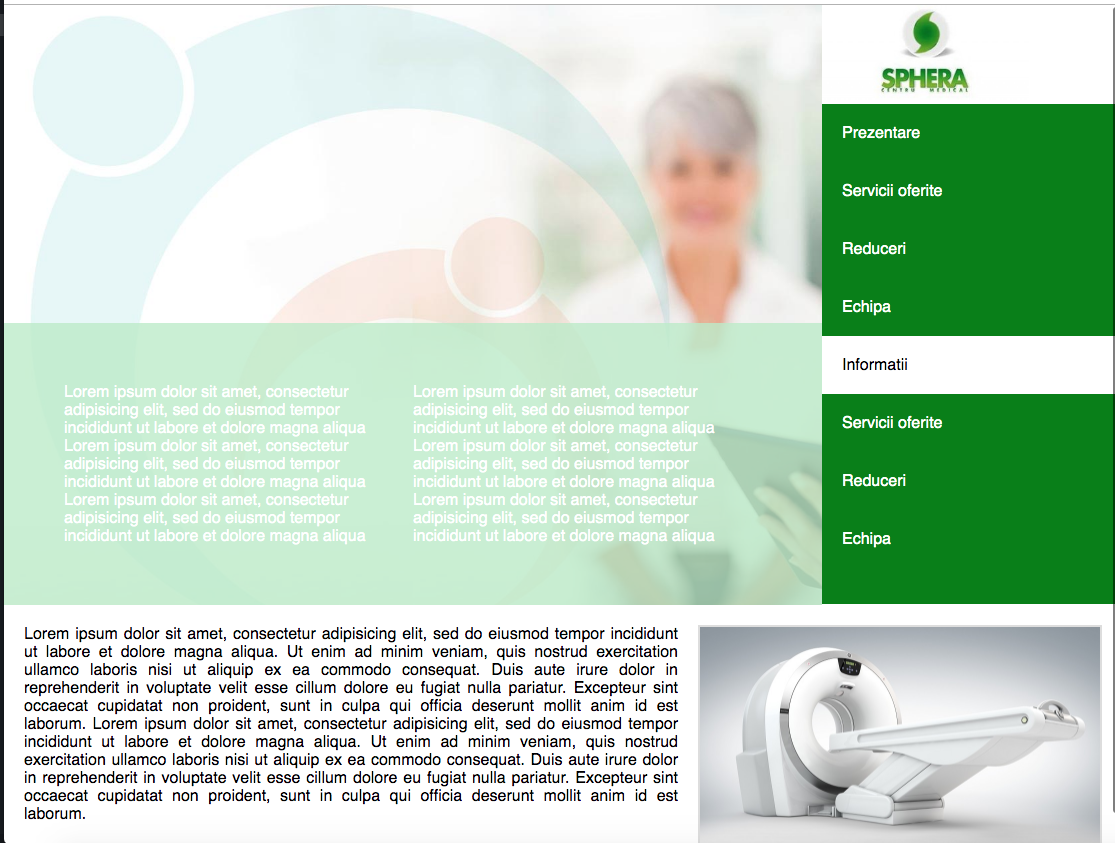 SPHERA
CENTRU MEDICAL
Prezentare
Servicii oferite
Reduceri
Echipa
Informatii
Servicii oferite
Reduceri
Echipa
Lorem ipsum dolor sit amet, consectetur
adipisicing elit, sed do eiusmod tempor
incididunt ut labore et dolore magna aliqua
Lorem ipsum dolor sit amet, consectetur
adipisicing elit, sed do eiusmod tempor
incididunt ut labore et dolore magna aliqua
Lorem ipsum dolor sit amet, consectetur
adipisicing elit, sed do eiusmod tempor
incididunt ut labore et dolore magna aliqua
Lorem ipsum dolor sit amet, consectetur
adipisicing elit, sed do eiusmod tempor
incididunt ut labore et dolore magna aliqua
Lorem ipsum dolor sit amet, consectetur
adipisicing elit, sed do eiusmod tempor
incididunt ut labore et dolore magna aliqua
Lorem ipsum dolor sit amet, consectetur
adipisicing elit, sed do eiusmod tempor
incididunt ut labore et dolore magna aliqua
Lorem ipsum dolor sit amet, consectetur adipisicing elit, sed do eiusmod tempor incididunt
ut labore et dolore magna aliqua. Ut enim ad minim veniam, quis nostrud exercitation
ullamco laboris nisi ut aliquip ex ea commodo consequat. Duis aute irure dolor in
reprehenderit in voluptate velit esse cillum dolore eu fugiat nulla pariatur. Excepteur sint
occaecat cupidatat non proident, sunt in culpa qui officia deserunt mollit anim id est
laborum. Lorem ipsum dolor sit amet, consectetur adipisicing elit, sed do eiusmod tempor
incididunt ut labore et dolore magna aliqua. Ut enim ad minim veniam, quis nostrud
exercitation ullamco laboris nisi ut aliquip ex ea commodo consequat. Duis aute irure dolor
in reprehenderit in voluptate velit esse cillum dolore eu fugiat nulla pariatur. Excepteur sint
occaecat cupidatat non proident, sunt in culpa qui officia deserunt mollit anim id est
laborum.